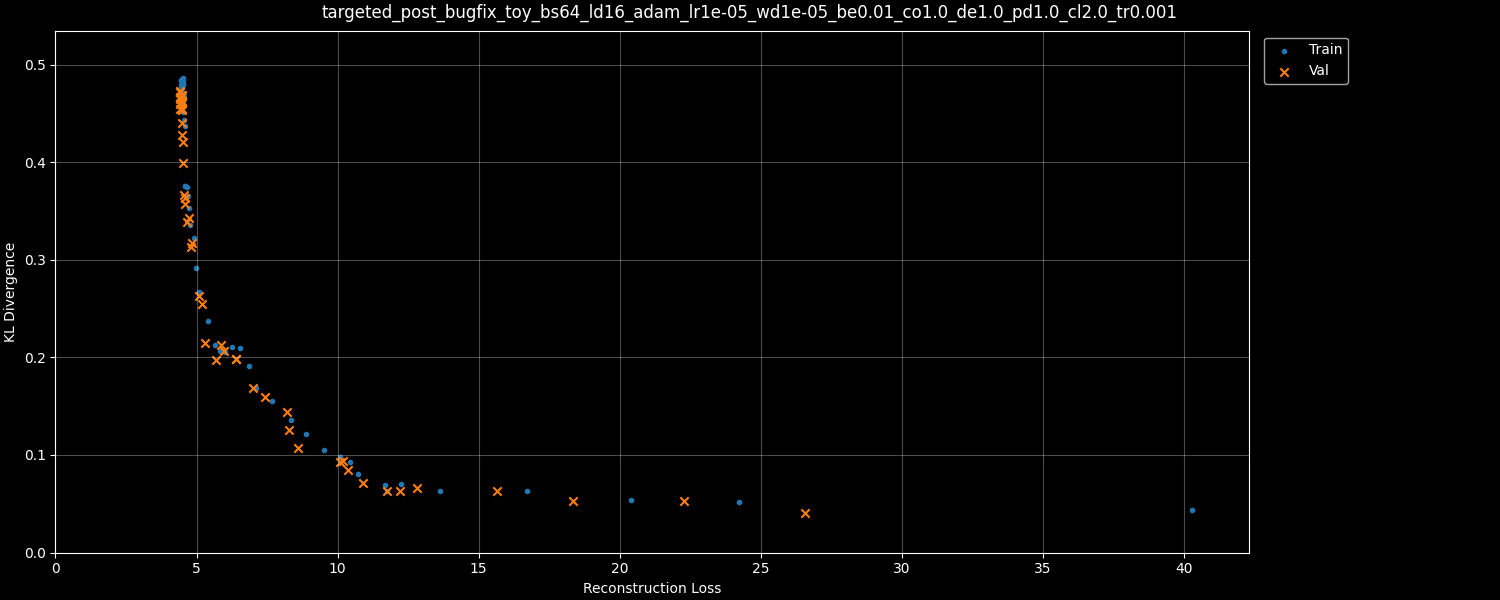 targeted_post_bugfix_toy_bs64_ld16_adam_lr1e-05_wd1e-05_be0.01_co1.0_de1.0_pd1.0_cl2.0_tr0.001
Train
Val
0.5
0.4
0.3
0.2
0.1
0.0
KL Divergence
0 5 10 15 20 25 30 35 40
Reconstruction Loss